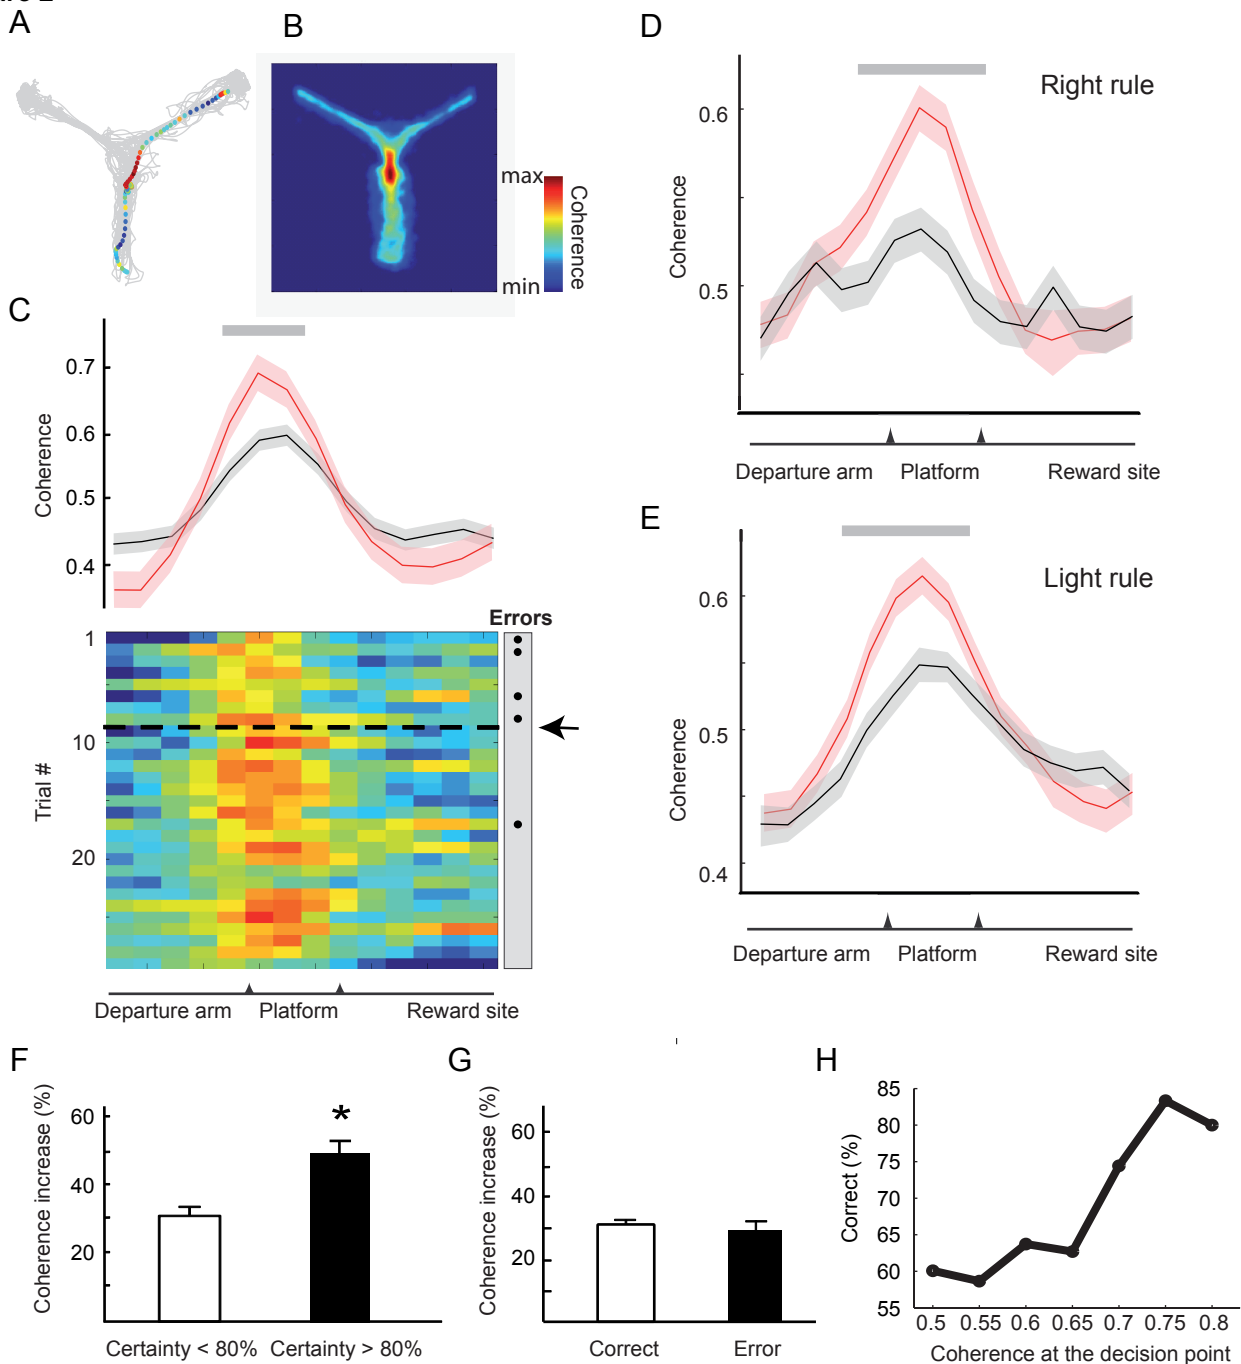 A
B
max
min
Coherence
C
0.7
0.6
0.5
0.4
Coherence
Errors
1
10
20
Trial #
Departure arm Platform Reward site
D
Right rule
0.6
0.5
Coherence
Departure arm Platform Reward site
E
Light rule
0.6
0.5
0.4
Coherence
Departure arm Platform Reward site
F
Coherence increase (%)
60
40
20
*
Certainty < 80% Certainty > 80%
G
Coherence increase (%)
60
40
20
Correct Error
H
Correct (%)
85
80
75
70
65
60
55
0.5 0.55 0.6 0.65 0.7 0.75 0.8
Coherence at the decision point